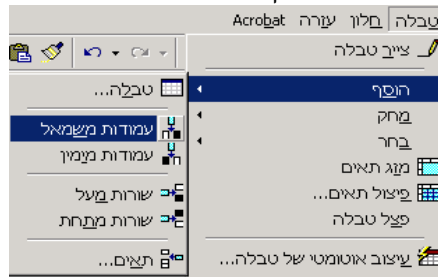 טבלה חלון עזרה Acrobat
צייר טבלה
הוסף
מחק
בחר
מזג תאים
פיצול תאים...
פצל טבלה
עיצוב אוטומטי של טבלה...
טבלה...
עמודות משמאל
עמודות מימין
שורות מעל
שורות מתחת
תאים...